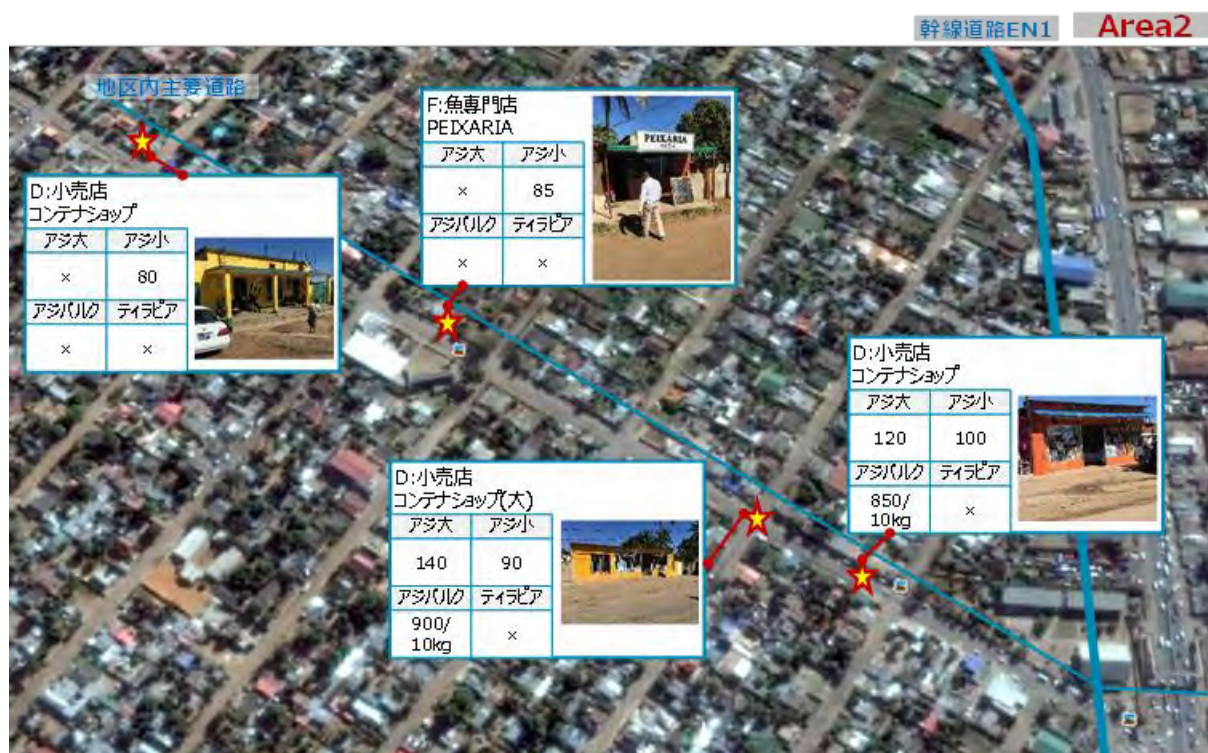 幹線道路EN1
Area2
地区内主要道路
F:魚専門店
PEIXARIA
アジ大 アジ小
× 85
アジバルク ティラピア
× ×
PEIXARIA
D:小売店
コンテナショップ
アジ大 アジ小
× 80
アジバルク ティラピア
× ×
D:小売店
コンテナショップ
アジ大 アジ小
120 100
アジバルク ティラピア
850/
10kg ×
D:小売店
コンテナショップ(大)
アジ大 アジ小
140 90
アジバルク ティラピア
900/
10kg ×